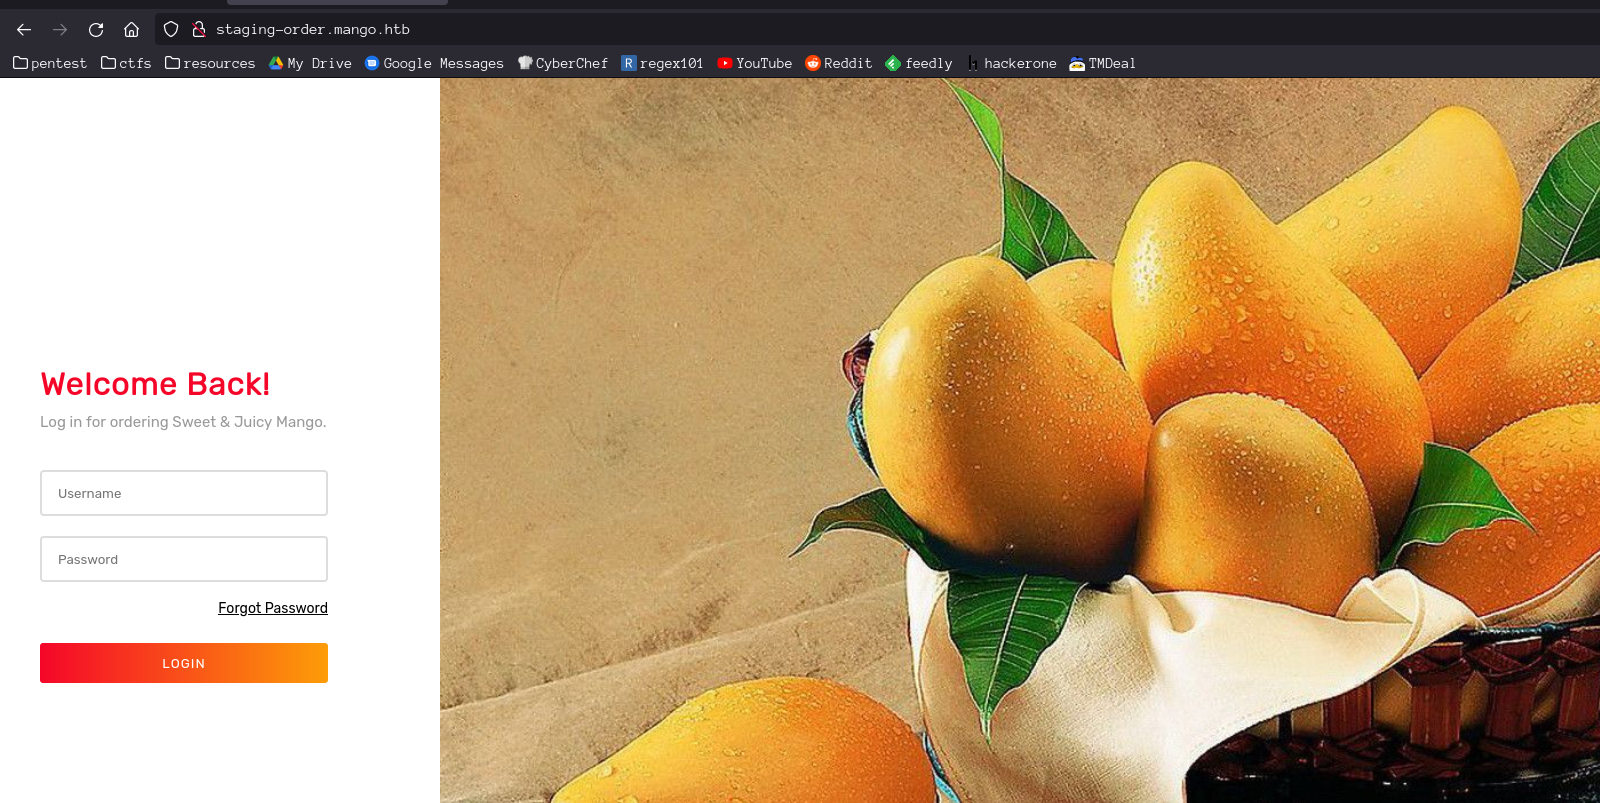 staging-order.mango.htb
pentest ctfs resources My Drive Google Messages CyberChef R regex101 YouTube Reddit feedly hackerone TMDeal
Welcome Back!
Log in for ordering Sweet & Juicy Mango.
Username
Password
Forgot Password
LOGIN